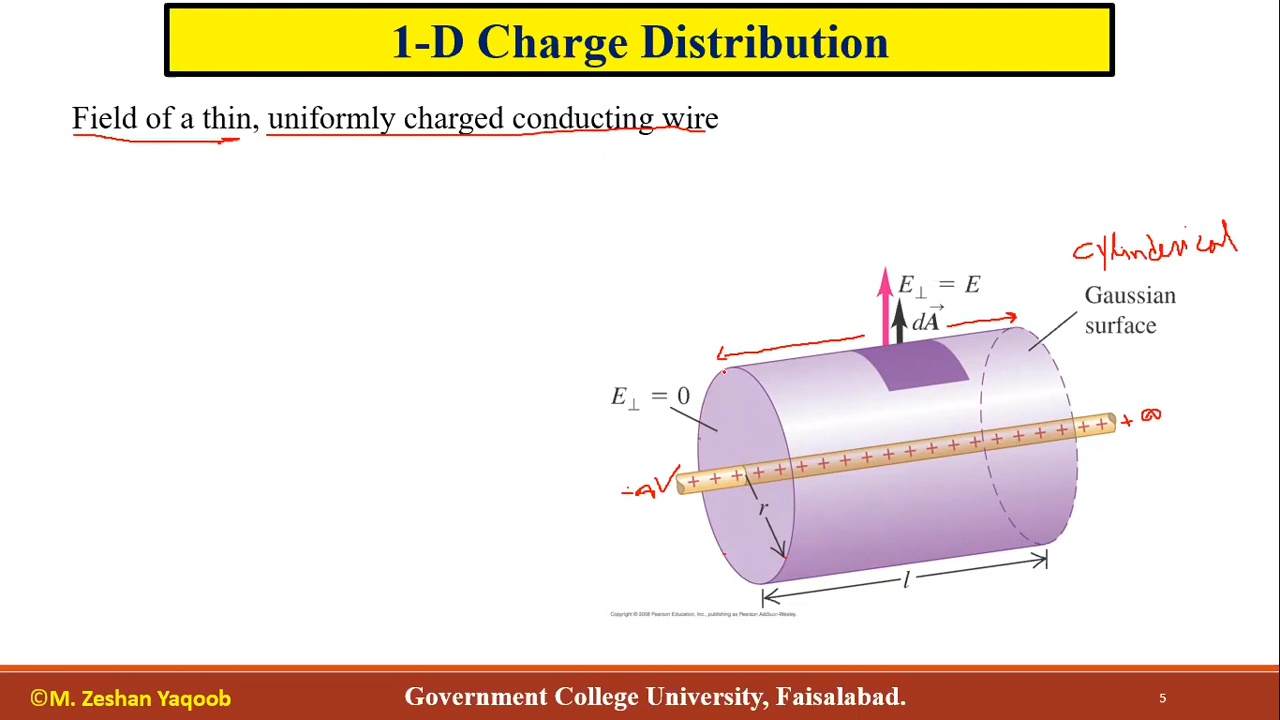 1-D Charge Distribution
Field of a thin, uniformly charged conducting wire
cylinderical
E⊥ = E
dA⃗
Gaussian
surface
E⊥ = 0
+ ∞
+ + + + + + + + + + + + + + + + + + + +
-∞
r
l
Copyright © 2008 Pearson Education, Inc., publishing as Pearson Addison-Wesley.
©M. Zeshan Yaqoob
Government College University, Faisalabad.
5